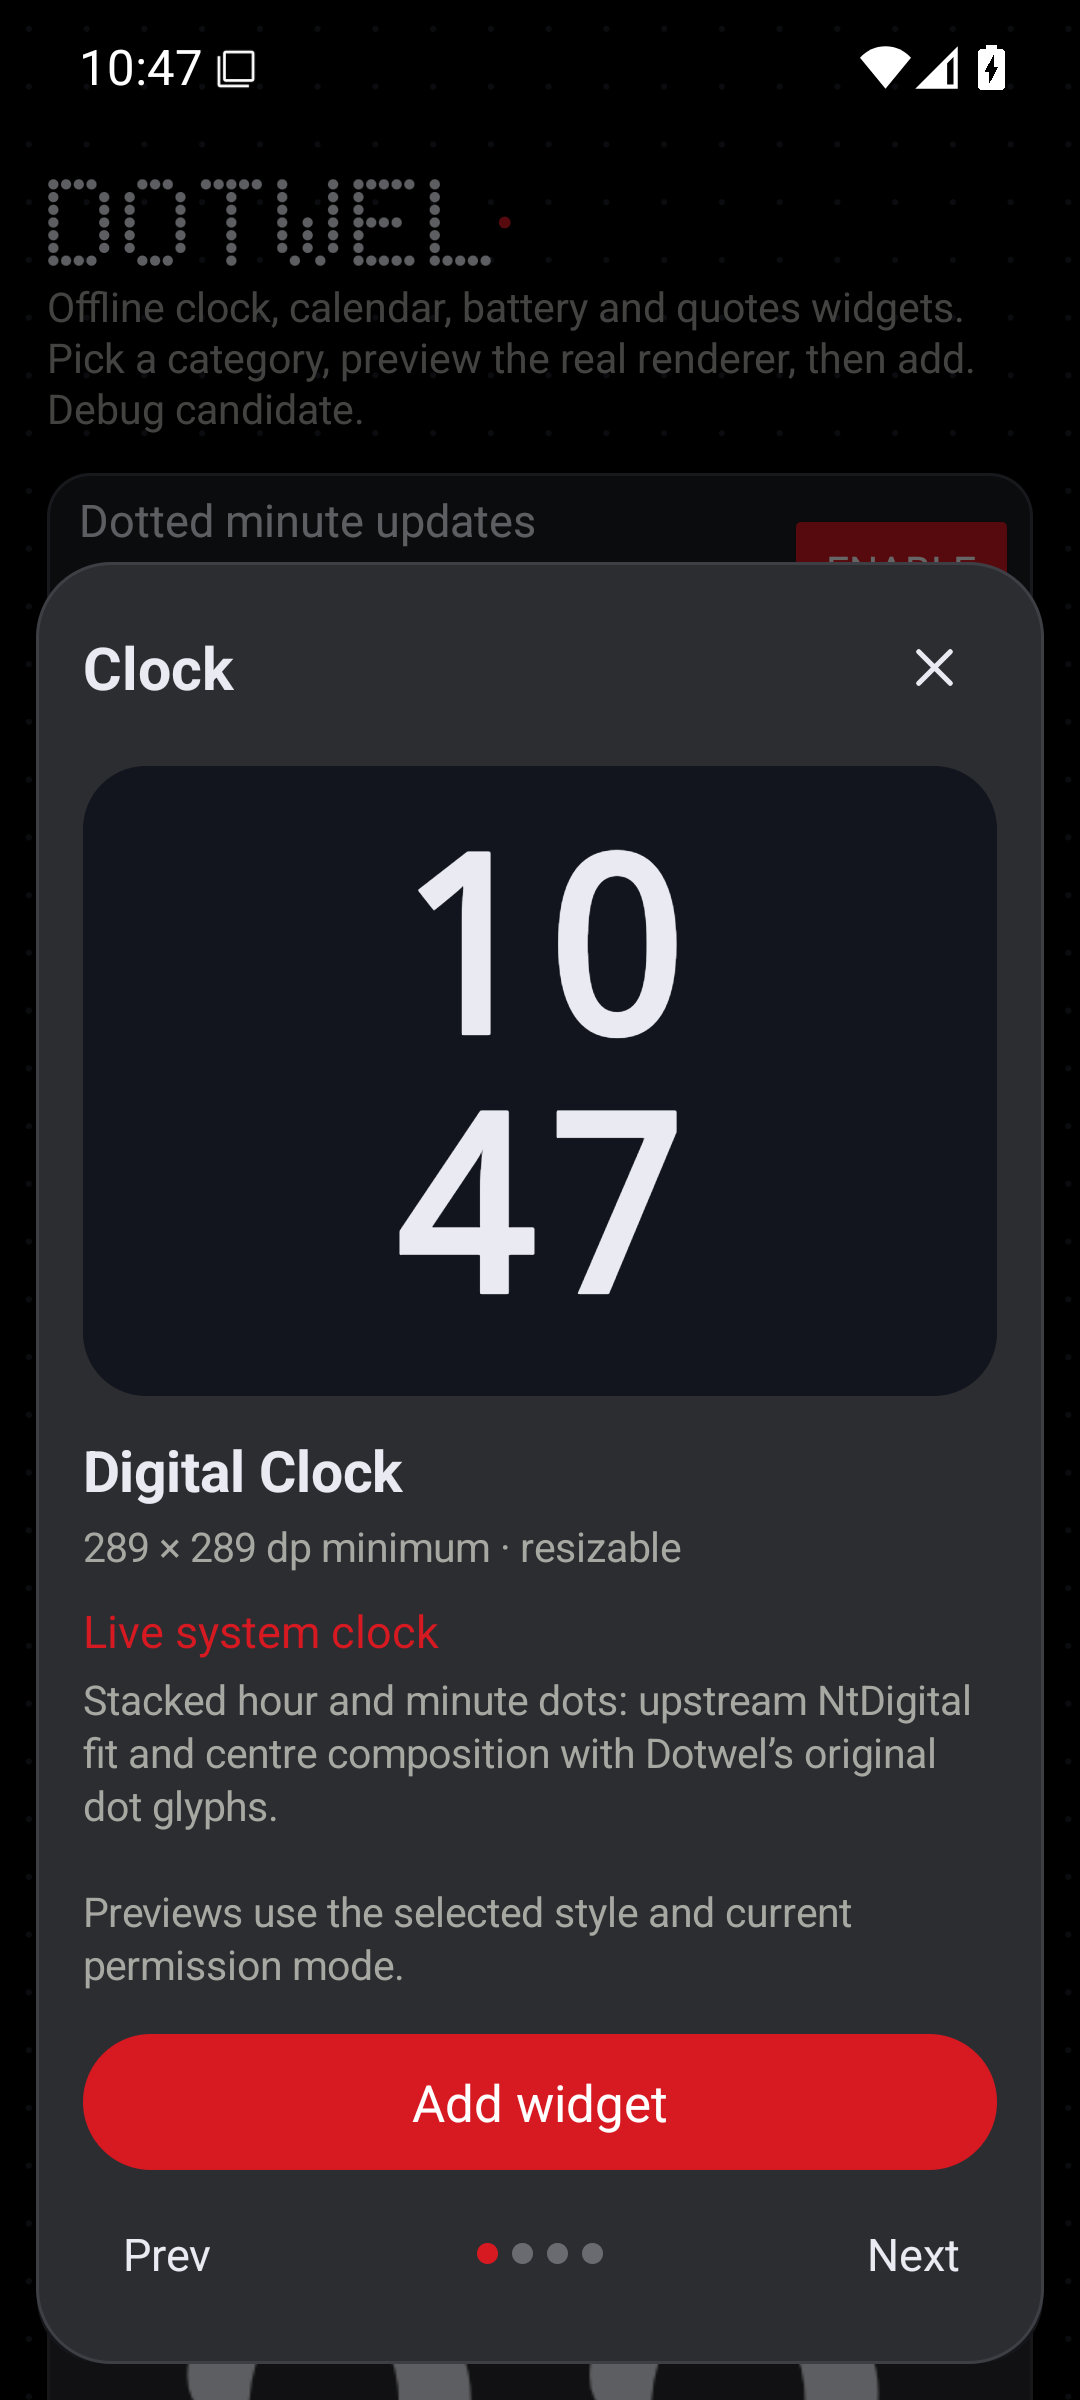 10:47
DOTWEL
Offline clock, calendar, battery and quotes widgets.
Pick a category, preview the real renderer, then add.
Debug candidate.
Dotted minute updates
ENABLE
Clock
10
47
Digital Clock
289 × 289 dp minimum · resizable
Live system clock
Stacked hour and minute dots: upstream NtDigital
fit and centre composition with Dotwel’s original
dot glyphs.
Previews use the selected style and current
permission mode.
Add widget
Prev
Next